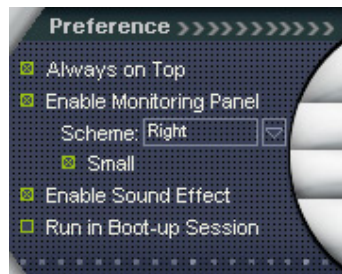 Preference >>>>>>>>>>>
Always on Top
Enable Monitoring Panel
Scheme: Right
Small
Enable Sound Effect
Run in Boot-up Session